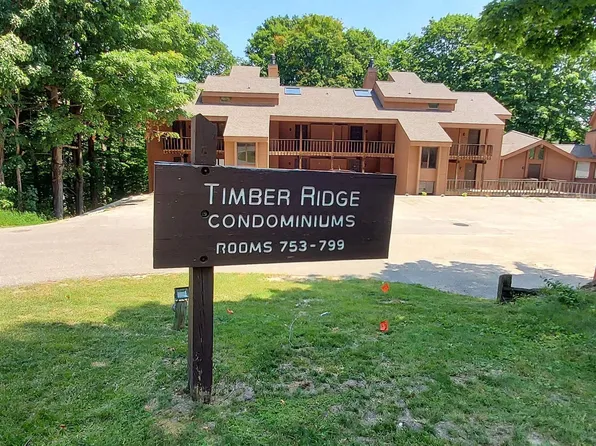 TIMBER RIDGE
CONDOMINIUMS
ROOMS 753-799